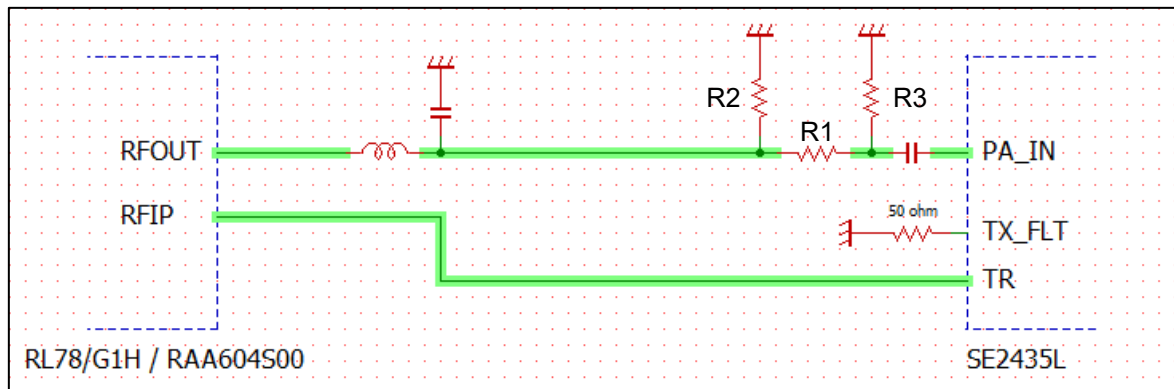 R2
R3
R1
RFOUT
PA_IN
RFIP
50 ohm
TX_FLT
TR
RL78/G1H / RAA604S00
SE2435L